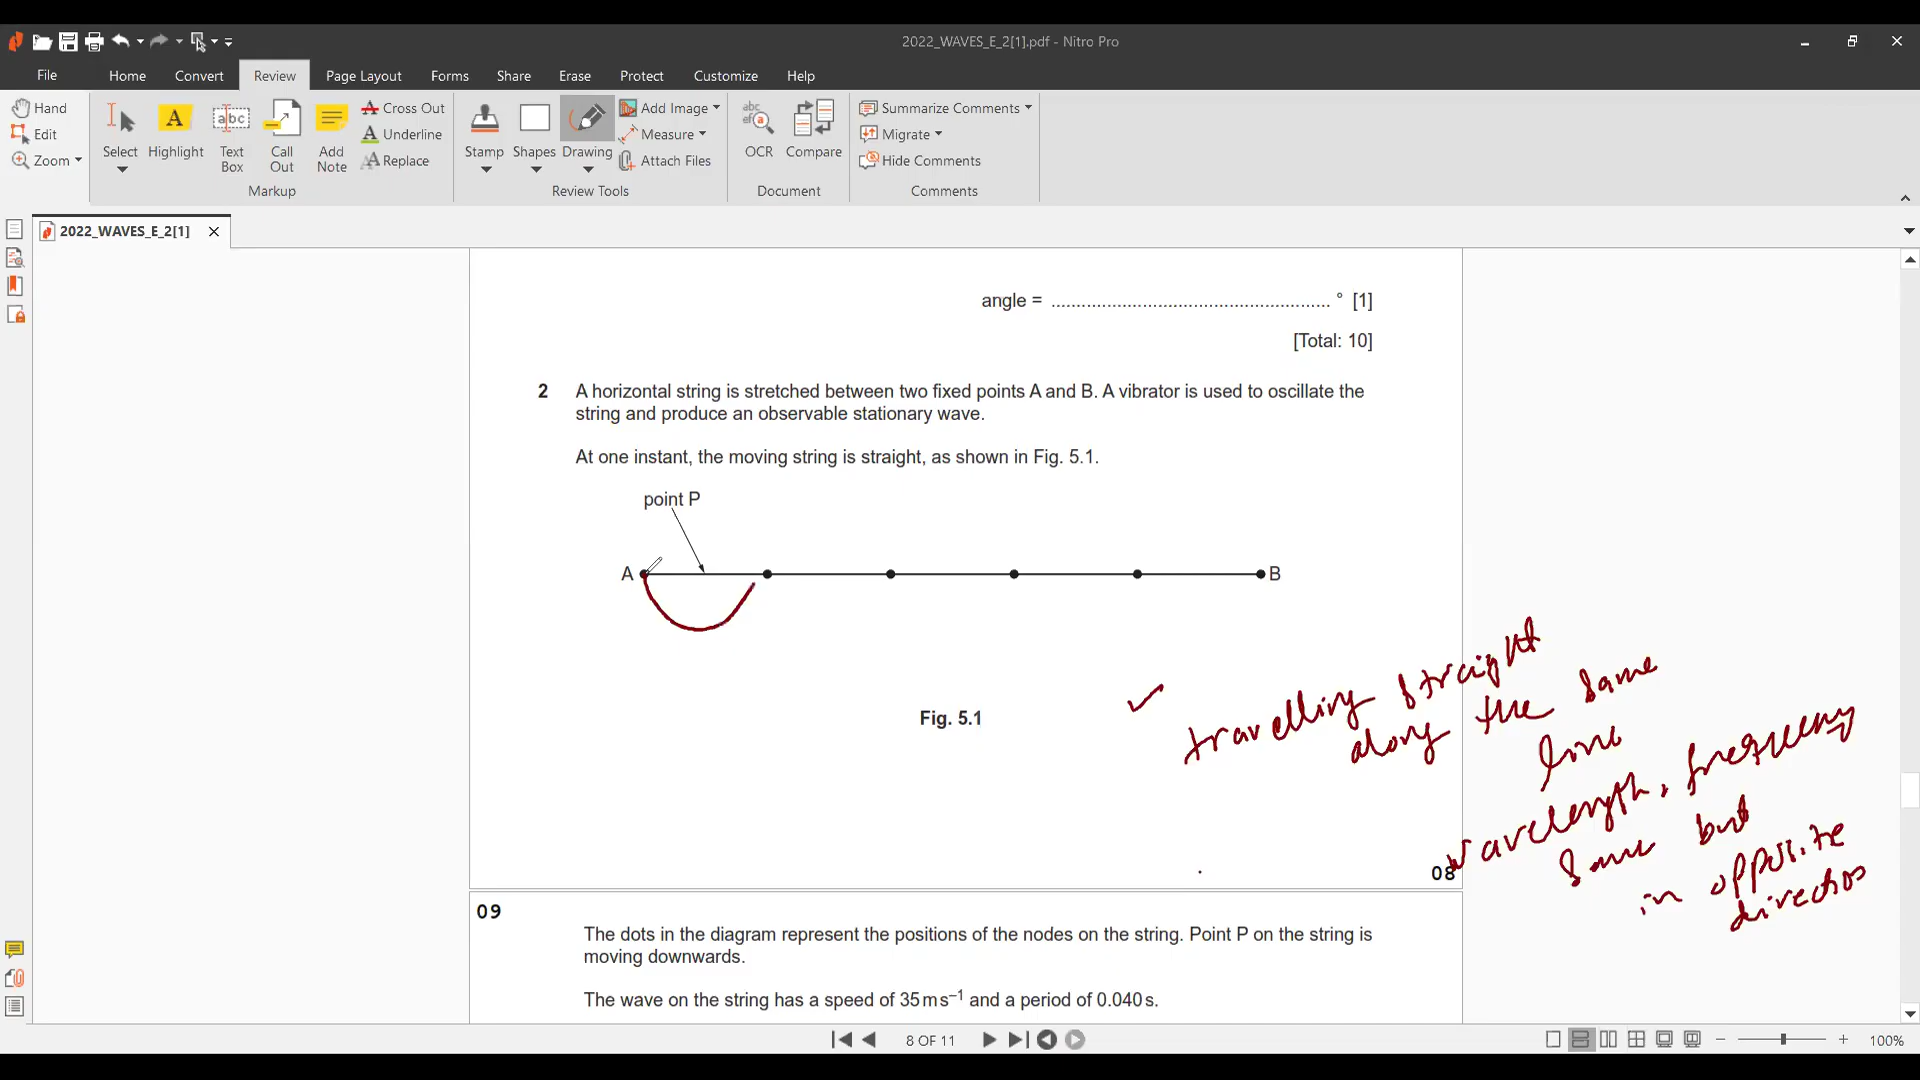 2022_WAVES_E_2[1].pdf - Nitro Pro
File Home Convert Review Page Layout Forms Share Erase Protect Customize Help
Hand
Edit
Zoom
Select
Highlight
Text Box
Call Out
Add Note
Cross Out
Underline
Replace
Markup
Stamp
Shapes
Drawing
Add Image
Measure
Attach Files
Review Tools
OCR
Compare
Document
Summarize Comments
Migrate
Hide Comments
Comments
2022_WAVES_E_2[1]
angle = .................................................... ° [1]
[Total: 10]
2 A horizontal string is stretched between two fixed points A and B. A vibrator is used to oscillate the
string and produce an observable stationary wave.
At one instant, the moving string is straight, as shown in Fig. 5.1.
point P
A B
Fig. 5.1
travelling straight
along the same
line
wavelength, frequency
same but
in opposite
direction
08
09
The dots in the diagram represent the positions of the nodes on the string. Point P on the string is
moving downwards.
The wave on the string has a speed of 35 m s⁻¹ and a period of 0.040 s.
8 OF 11
100%